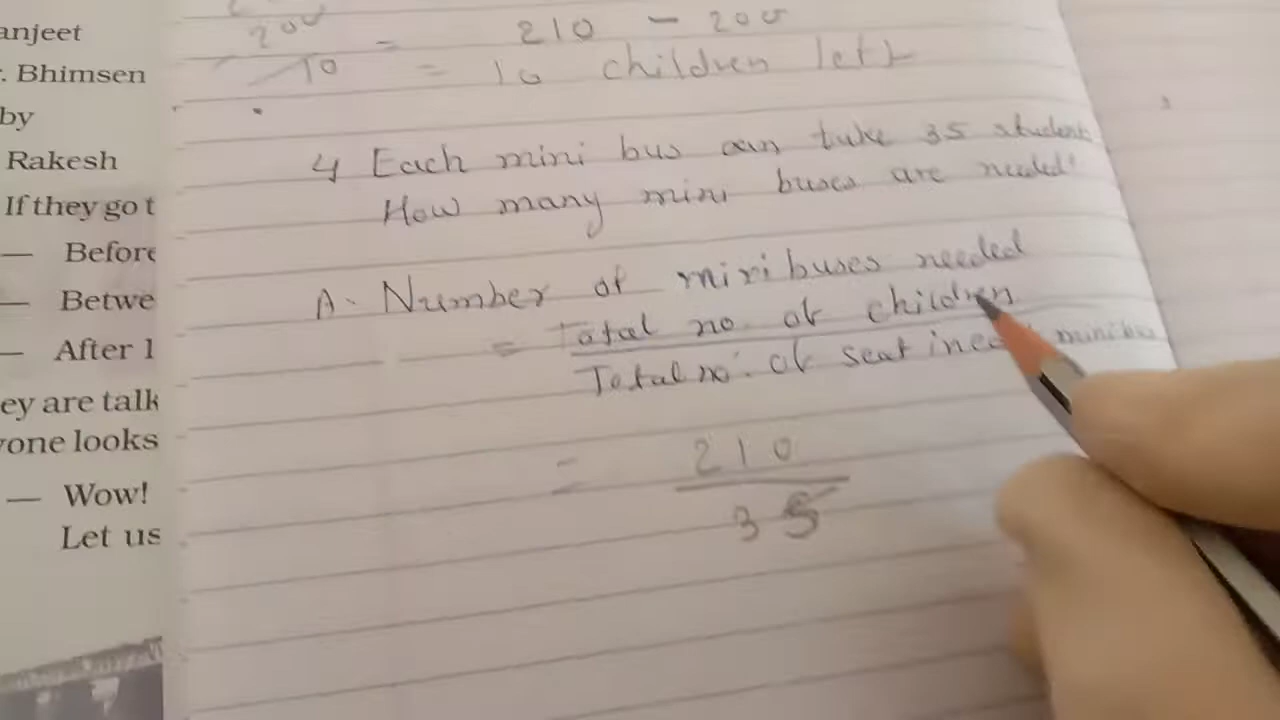 anjeet
. Bhimsen
by
Rakesh
If they got
— Before
— Betwe
— After 1
ey are talk
yone looks
— Wow!
Let us
200 = 210 - 200
10 = 10 children left
4 Each mini bus can take 35 students
How many mini buses are needed?
A. Number of mini buses needed
= Total no. of children
Total no. of seat in each minibus
= 210
35